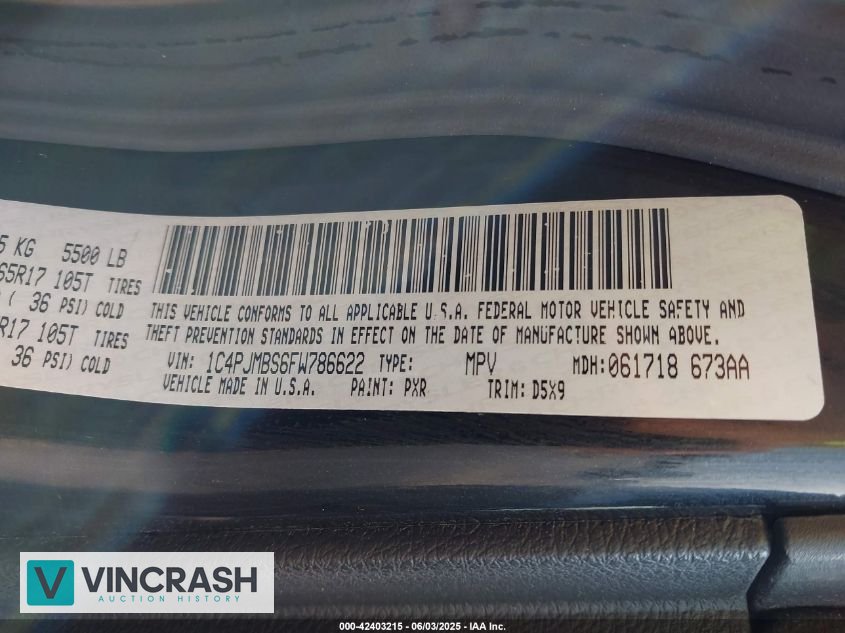 5 KG 5500 LB
65R17 105T TIRES
( 36 PSI) COLD
R17 105T TIRES
36 PSI) COLD
THIS VEHICLE CONFORMS TO ALL APPLICABLE U.S.A. FEDERAL MOTOR VEHICLE SAFETY AND
THEFT PREVENTION STANDARDS IN EFFECT ON THE DATE OF MANUFACTURE SHOWN ABOVE.
VIN: 1C4PJMBS6FW786622 TYPE: MPV MDH:061718 673AA
VEHICLE MADE IN U.S.A. PAINT: PXR TRIM: D5X9
V VINCRASH
AUCTION HISTORY
000-42403215 - 06/03/2025 - IAA Inc.